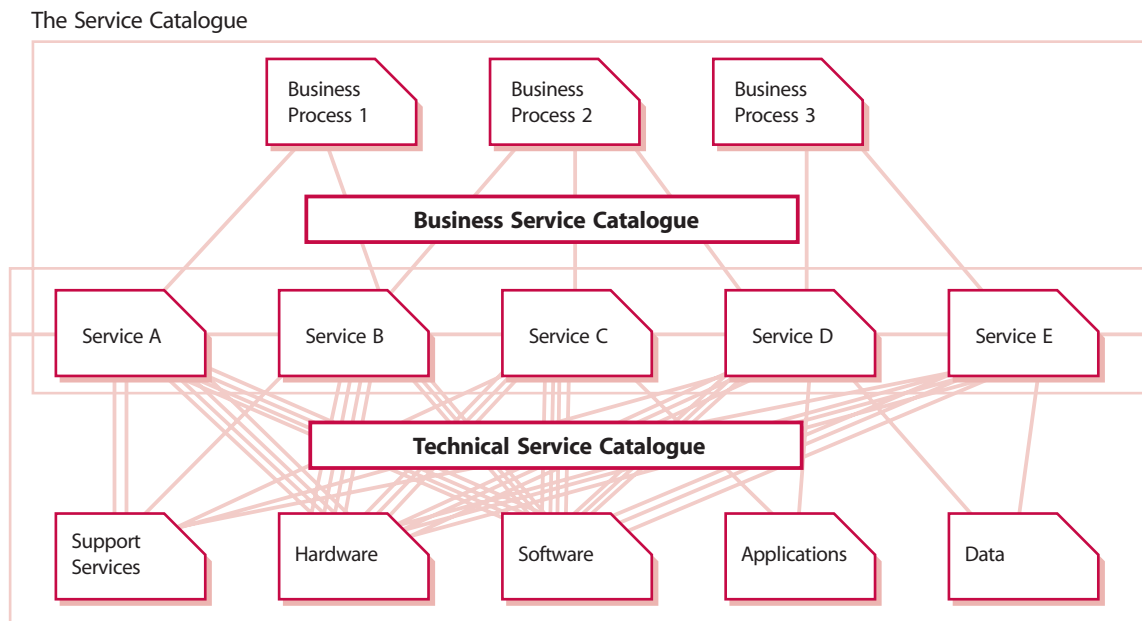 The Service Catalogue
Business
Process 1
Business
Process 2
Business
Process 3
Business Service Catalogue
Service A
Service B
Service C
Service D
Service E
Technical Service Catalogue
Support
Services
Hardware
Software
Applications
Data